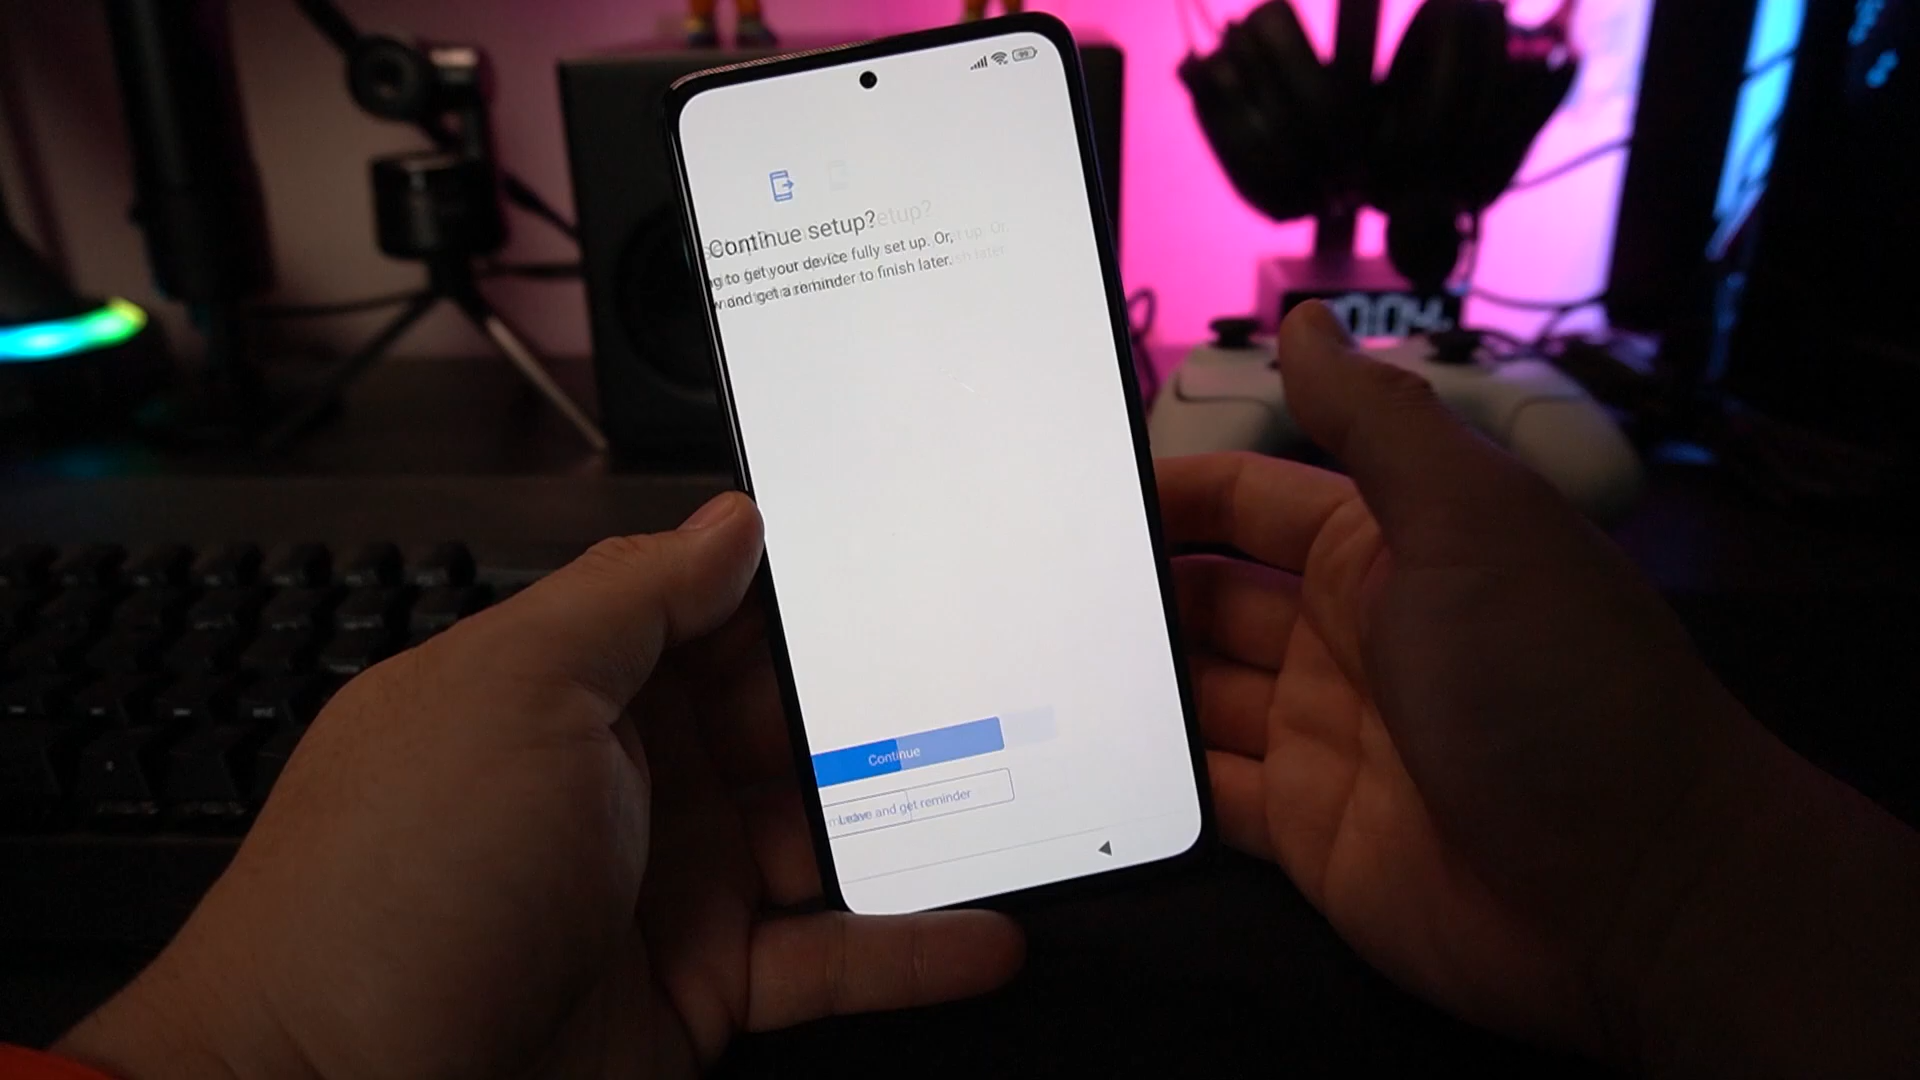 99
Continue setup?
to get your device fully set up. Or,
and get a reminder to finish later.
Continue
Leave and get reminder